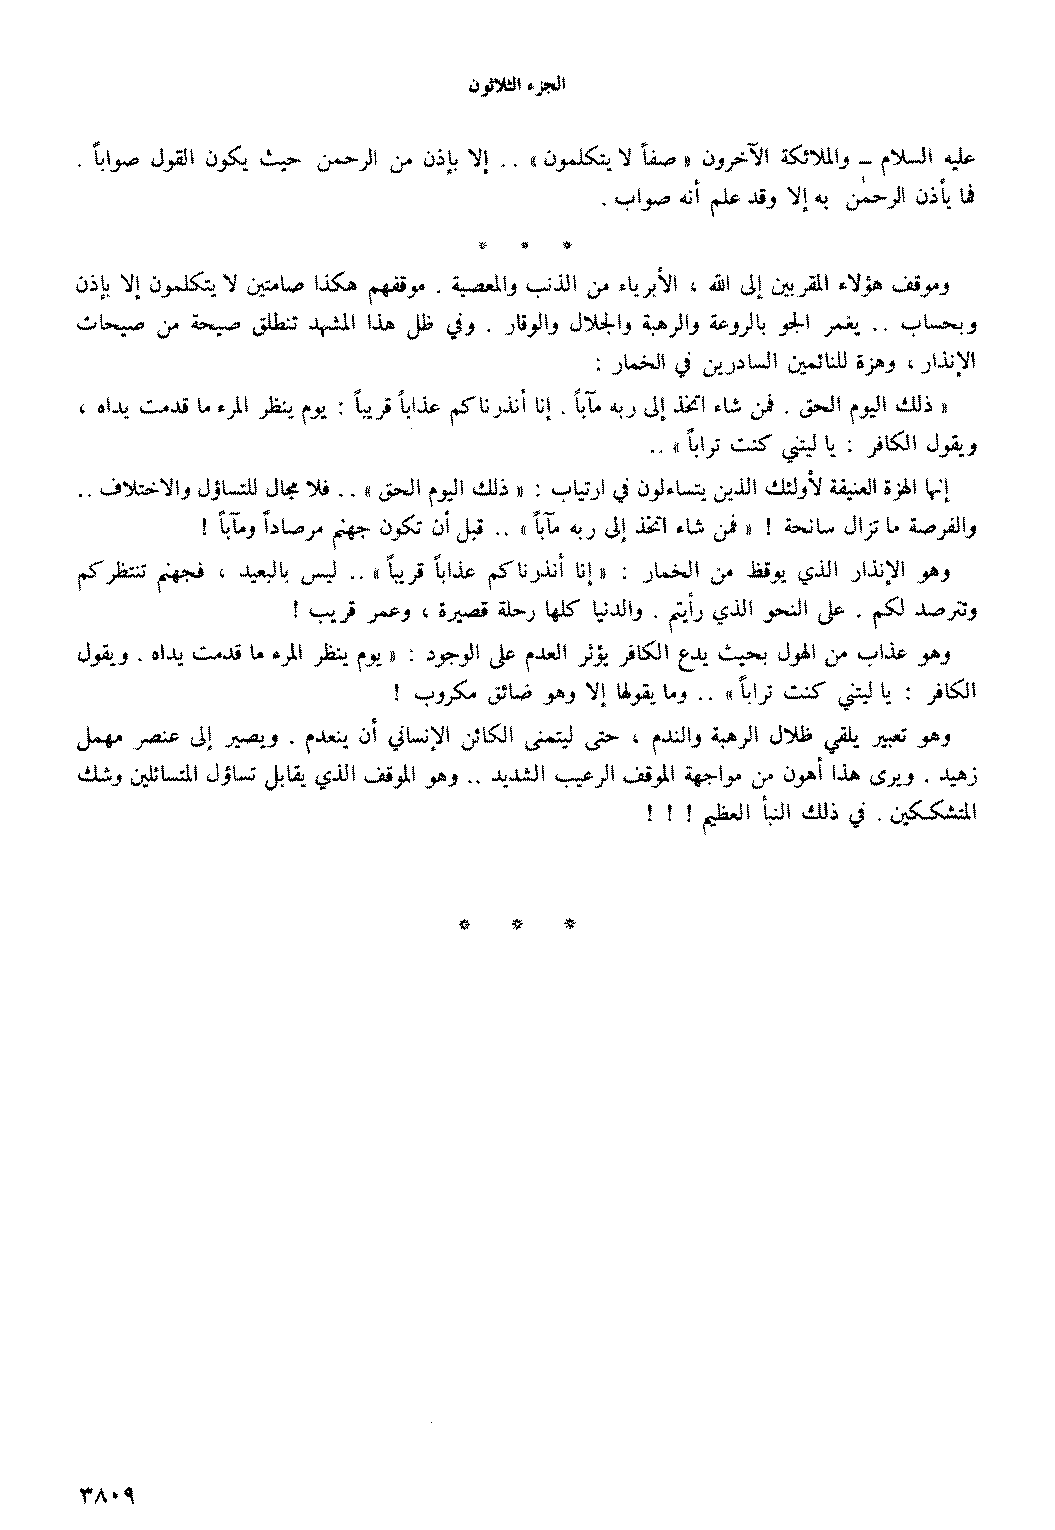 الجزء الثلاثون
عليه السلام – والملائكة الآخرون « صفاً لا يتكلمون » .. إلا بإذن من الرحمن حيث يكون القول صواباً .
فما يأذن الرحمٰن به إلا وقد علم أنه صواب .
* * *
وموقف هؤلاء المقربين إلى الله ، الأبرياء من الذنب والمعصية . موقفهم هكذا صامتين لا يتكلمون إلا بإذن
وبحساب .. يغمر الجو بالروعة والرهبة والجلال والوقار . وفي ظل هذا المشهد تنطلق صيحة من صيحات
الإنذار ، وهزة للنائمين السادرين في الخمار :
« ذلك اليوم الحق . فمن شاء اتخذ إلى ربه مآباً . إنا أنذرناكم عذاباً قريباً : يوم ينظر المرء ما قدمت يداه ،
ويقول الكافر : يا ليتني كنت تراباً » ..
إنها الهزة العنيفة لأولئك الذين يتساءلون في ارتياب : « ذلك اليوم الحق » .. فلا مجال للتساؤل والاختلاف ..
والفرصة ما تزال سانحة ! « فمن شاء اتخذ إلى ربه مآباً » .. قبل أن تكون جهنم مرصاداً ومآباً !
وهو الإنذار الذي يوقظ من الخمار : « إنا أنذرناكم عذاباً قريباً » .. ليس بالبعيد ، فجهنم تنتظركم
وتترصد لكم . على النحو الذي رأيتم . والدنيا كلها رحلة قصيرة ، وعمر قريب !
وهو عذاب من الهول بحيث يدع الكافر يؤثر العدم على الوجود : « يوم ينظر المرء ما قدمت يداه . ويقول
الكافر : يا ليتني كنت تراباً » .. وما يقولها إلا وهو ضائق مكروب !
وهو تعبير يلقي ظلال الرهبة والندم ، حتى ليتمنى الكائن الإنساني أن ينعدم . ويصير إلى عنصر مهمل
زهيد . ويرى هذا أهون من مواجهة الموقف الرعيب الشديد .. وهو الموقف الذي يقابل تساؤل المتسائلين وشك
المتشككين . في ذلك النبأ العظيم ! ! !
* * *
٣٨٠٩